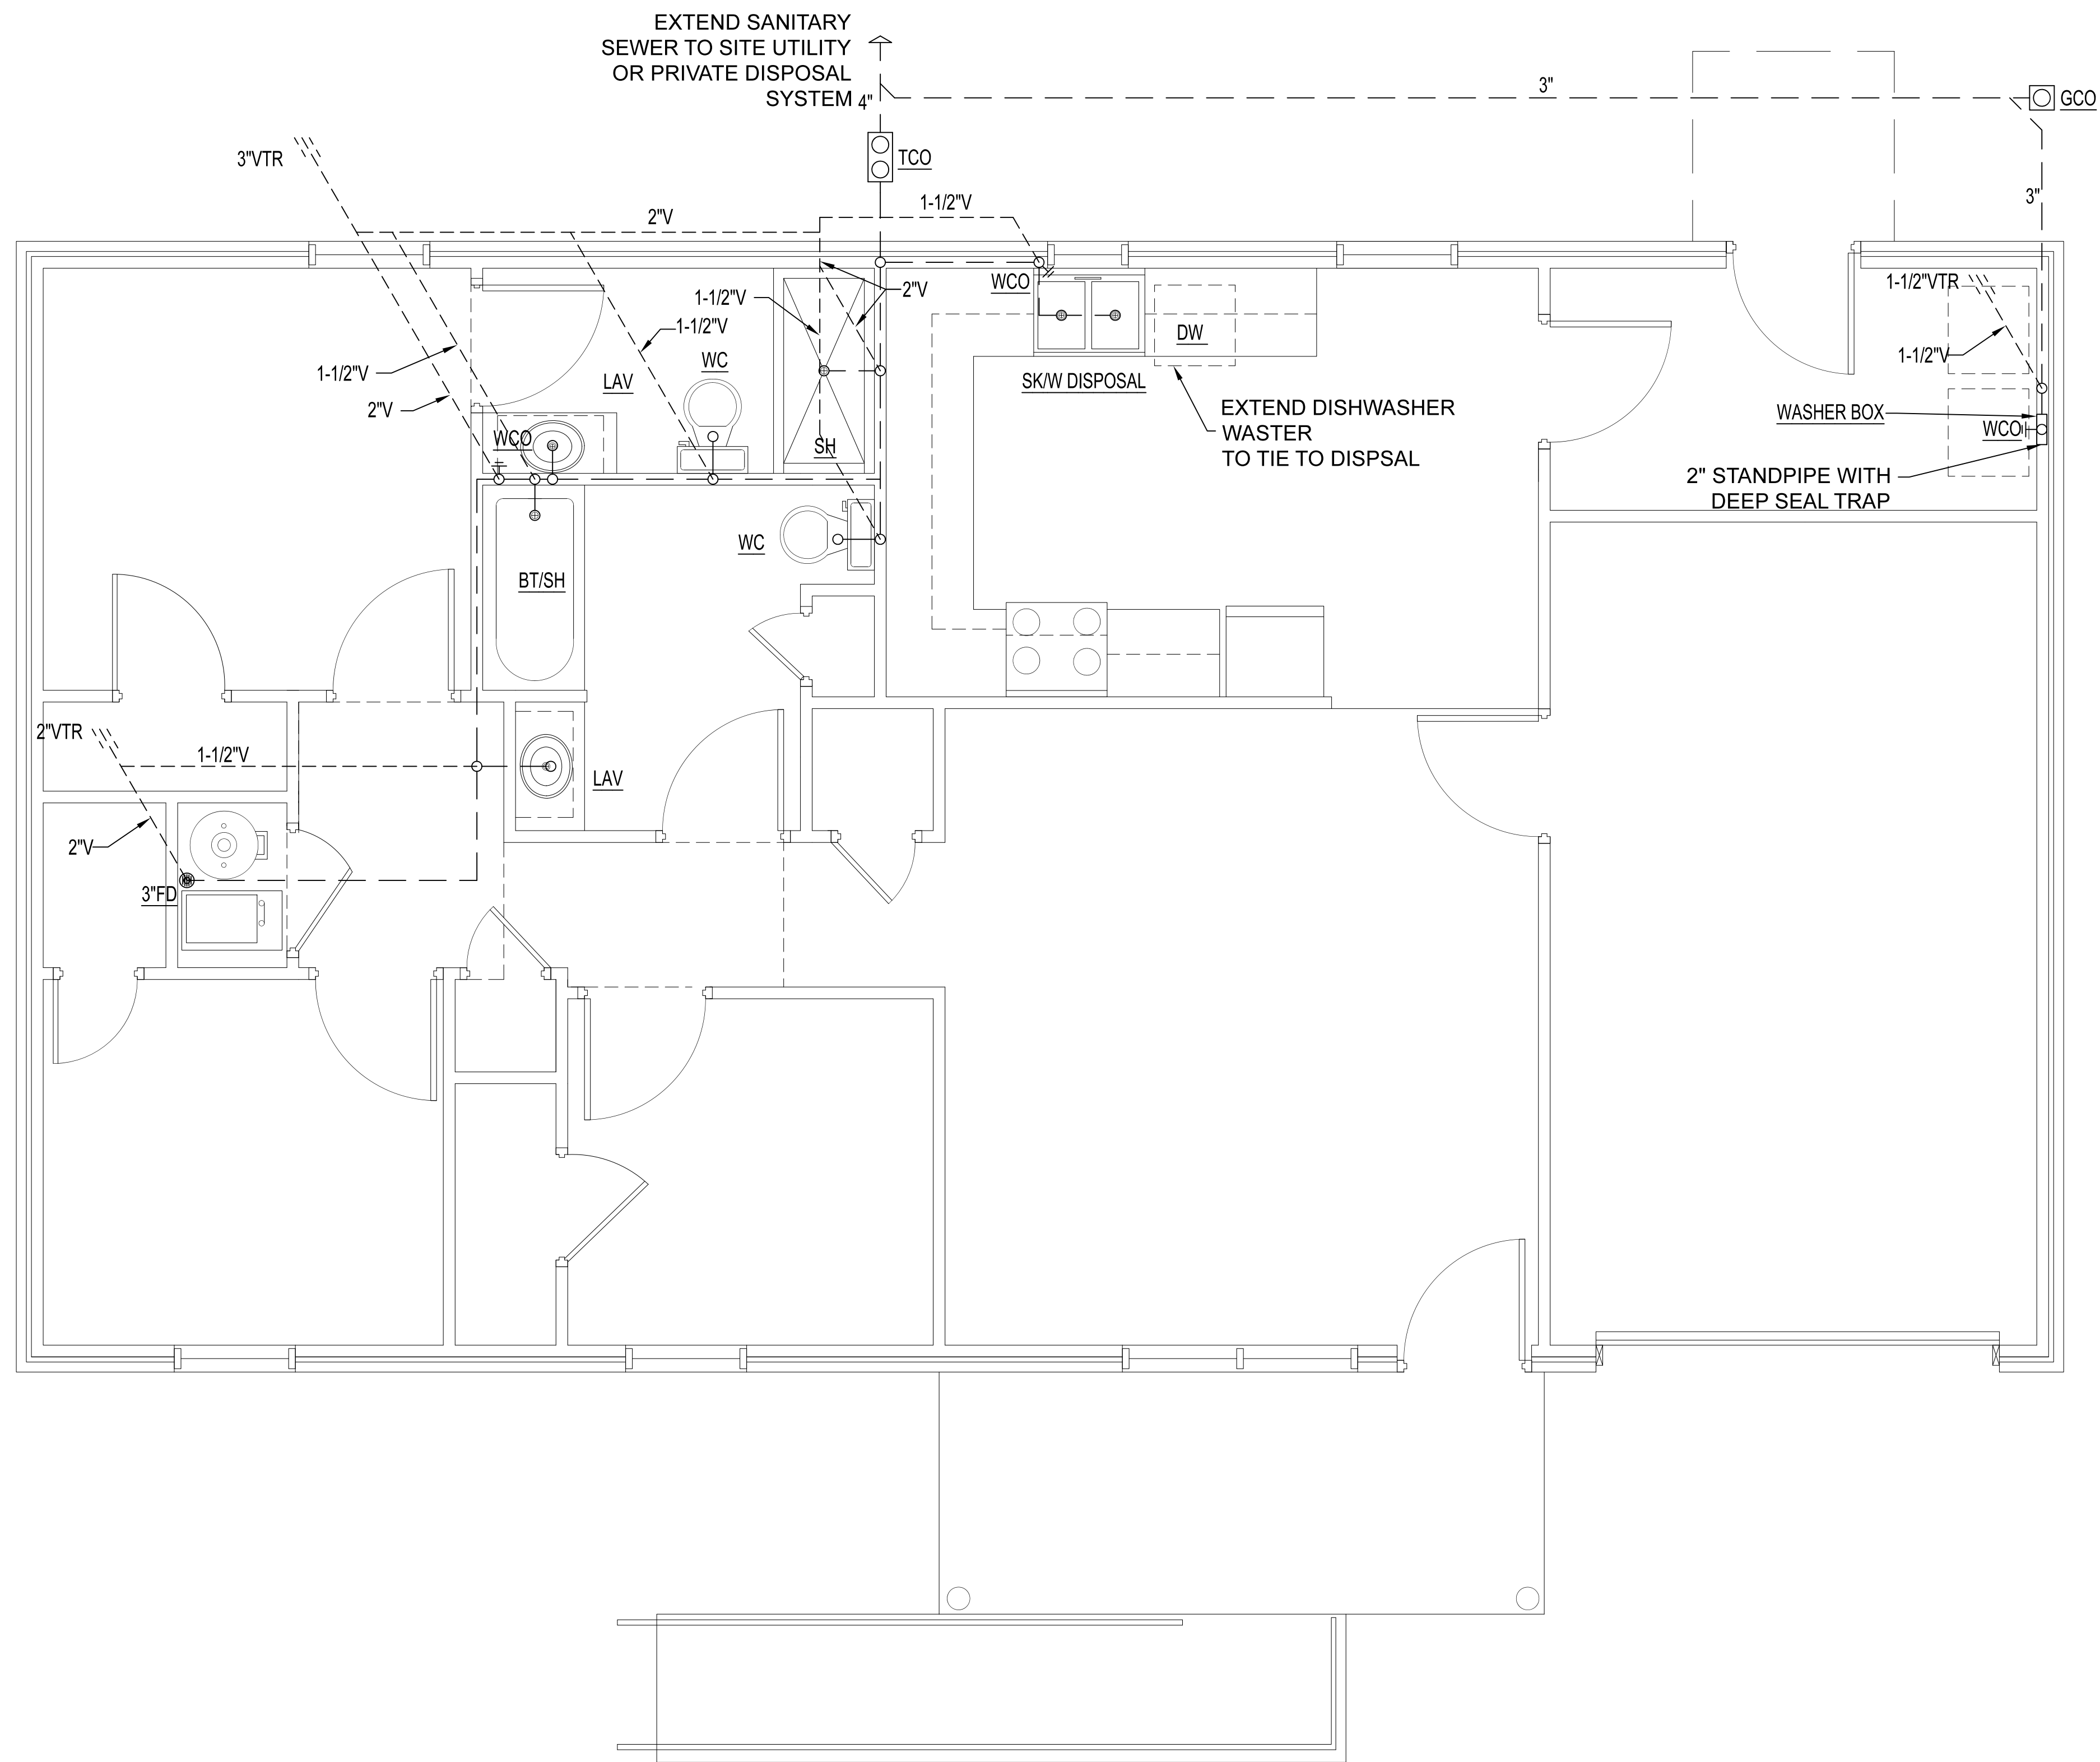 EXTEND SANITARY
SEWER TO SITE UTILITY
OR PRIVATE DISPOSAL
SYSTEM
4"
3"
GCO
3"VTR
TCO
3"
2"V
1-1/2"V
WCO
1-1/2"V
2"V
1-1/2"VTR
1-1/2"V
1-1/2"V
WC
DW
1-1/2"V
LAV
SK/W DISPOSAL
2"V
EXTEND DISHWASHER
WASTER
TO TIE TO DISPSAL
WASHER BOX
WCO
SH
WCO
2" STANDPIPE WITH
DEEP SEAL TRAP
WC
BT/SH
2"VTR
1-1/2"V
LAV
2"V
3"FD